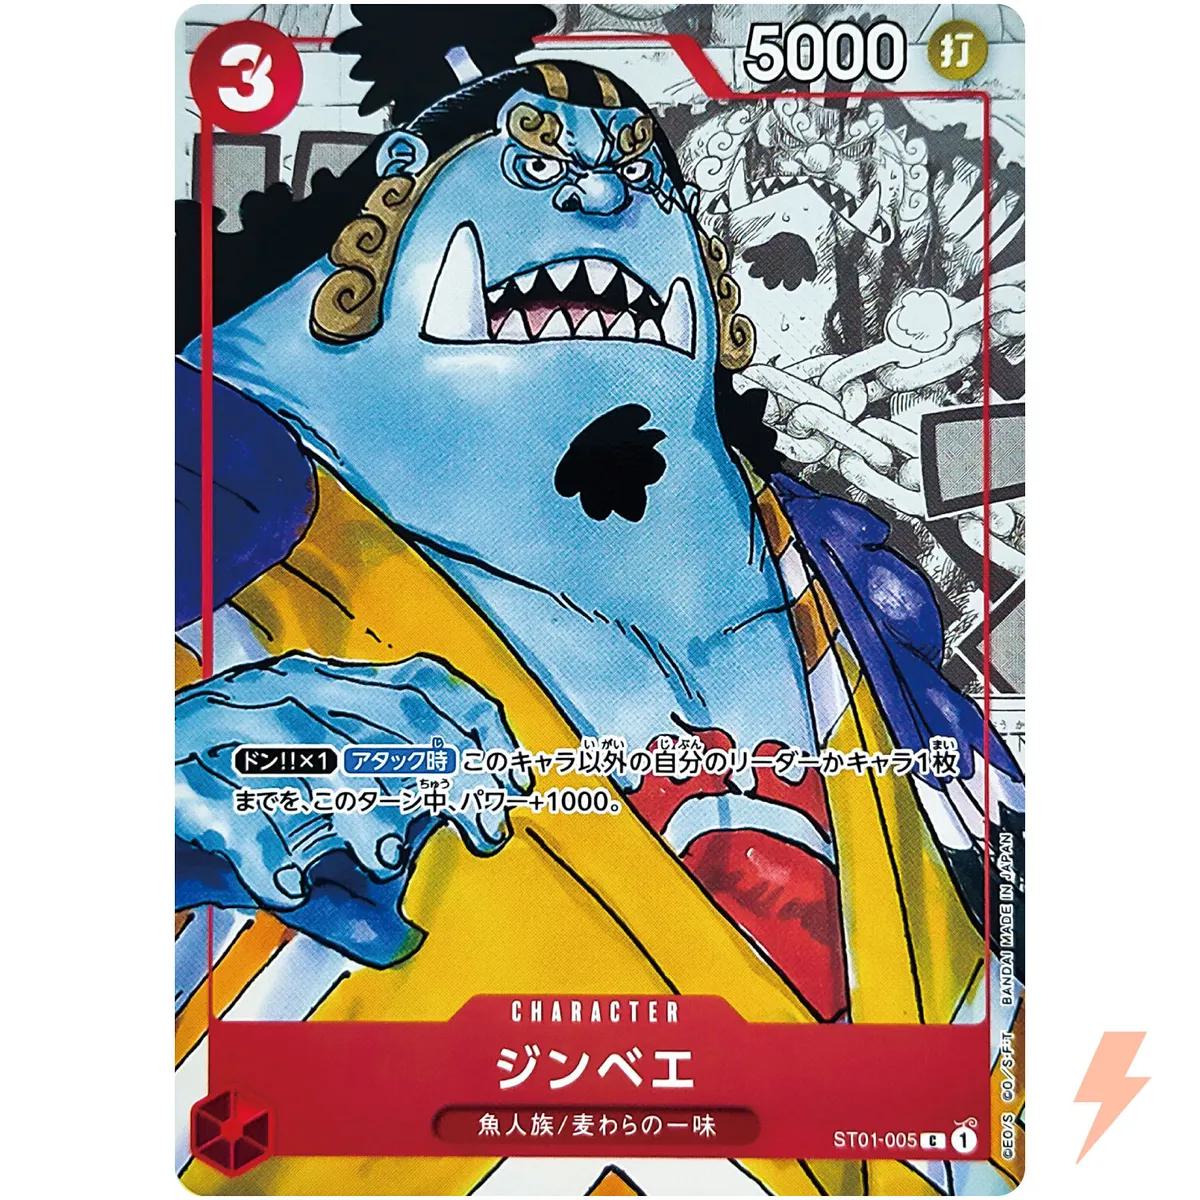 3
5000 打
ドン!!×1 アタック時 このキャラ以外の自分のリーダーかキャラ1枚
までを、このターン中、パワー+1000。
CHARACTER
ジンベエ
魚人族/麦わらの一味
ST01-005 C 1
©E.O/S ©O/S・F・T BANDAI MADE IN JAPAN